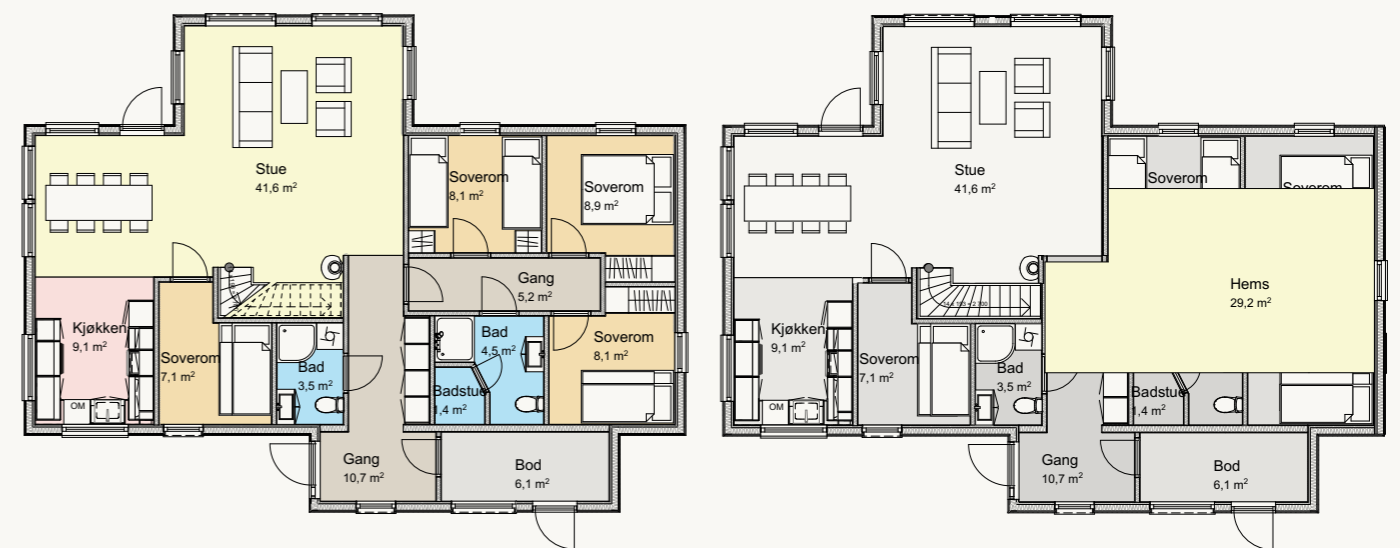 Stue
41,6 m²
Soverom
8,1 m²
Soverom
8,9 m²
Gang
5,2 m²
Kjøkken
9,1 m²
Soverom
7,1 m²
Bad
3,5 m²
Bad
4,5 m²
Badstue
1,4 m²
Soverom
8,1 m²
OM
Gang
10,7 m²
Bod
6,1 m²
Stue
41,6 m²
Soverom
Soverom
Hems
29,2 m²
Kjøkken
9,1 m²
Soverom
7,1 m²
Bad
3,5 m²
Badstue
1,4 m²
OM
Gang
10,7 m²
Bod
6,1 m²